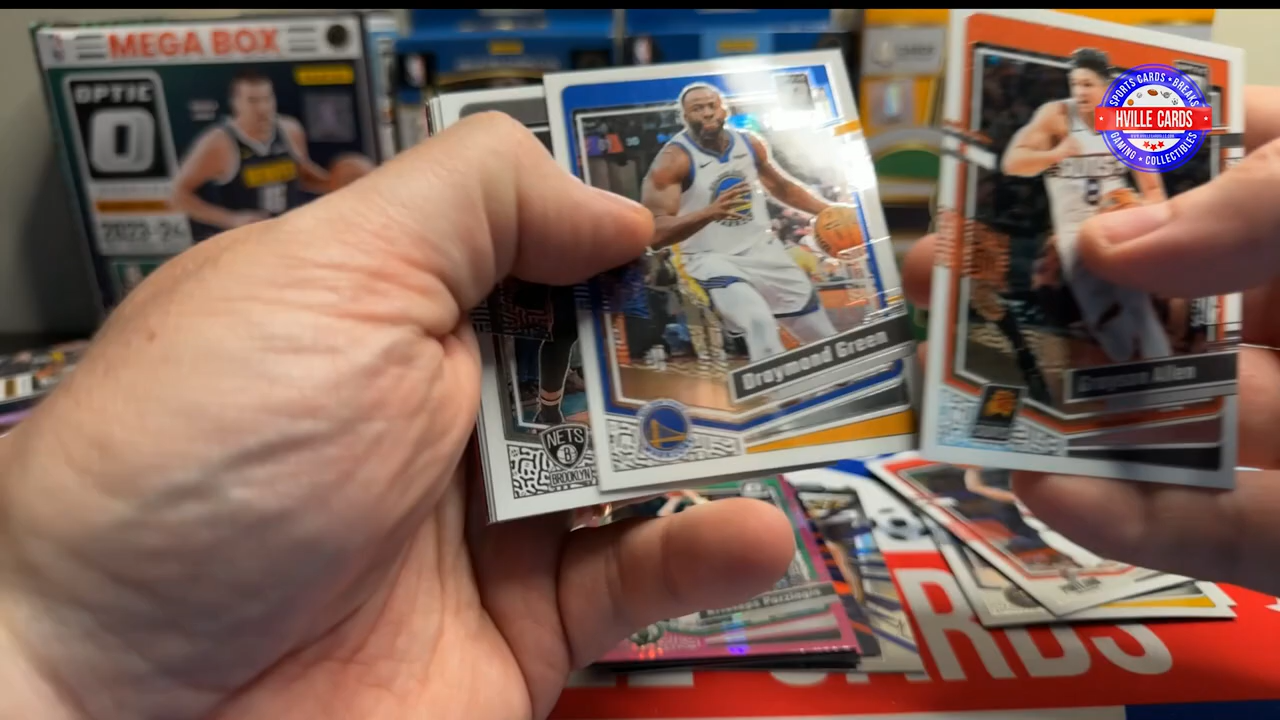 MEGA BOX
OPTIC
2023-24
SPORTS CARDS • BREAKS
HVILLE CARDS
GAMING • COLLECTIBLES
Draymond Green
Grayson Allen
NETS
B
BROOKLYN
Kristaps Porzingis
CARDS